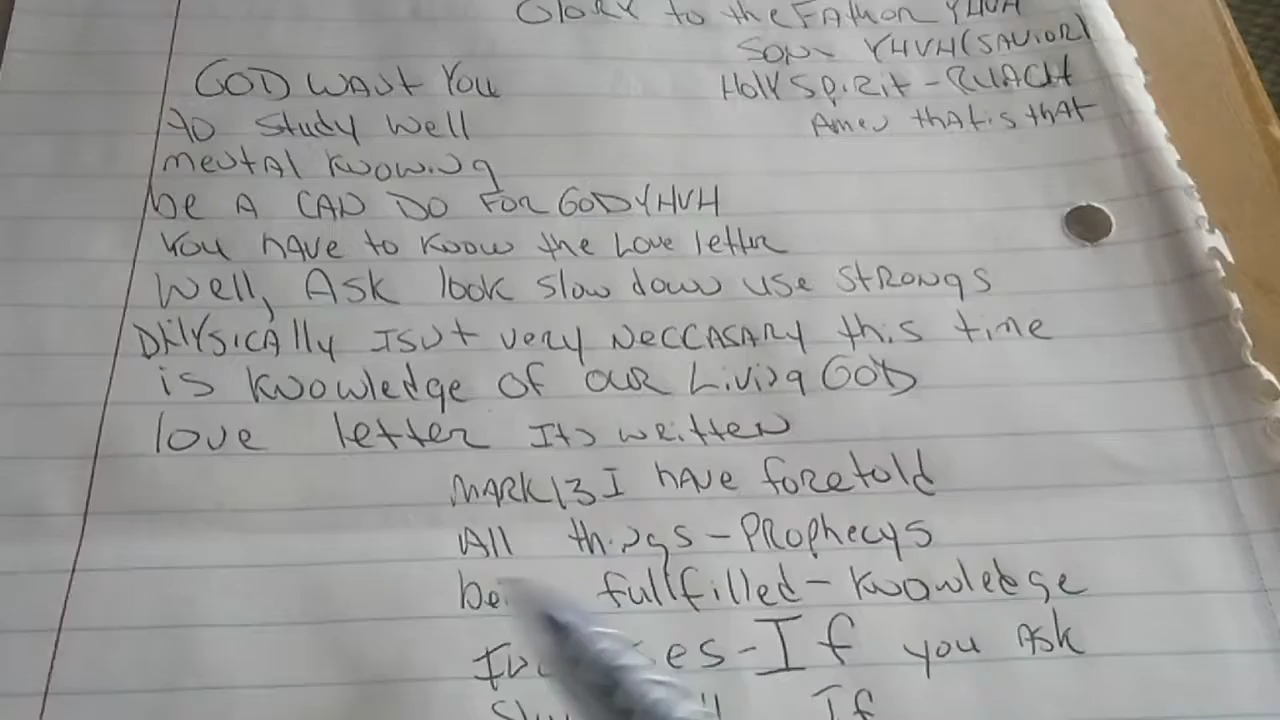 Glory to the Father YHVH
Son - YHVH (SAVIOR)
Holy Spirit - RUACH
Amen that is that
GOD Want You
to Study Well
mental knowing
be A CAN DO FOR GOD YHVH
You have to know the Love letter
Well, Ask look slow down use Strongs
physically ISNt very NeCCASARY this time
is knowledge of our Living GOD
love letter Its written
MARK 13 I have foretold
All things - Prophecys
fullfilled - knowledge
If you Ask
If